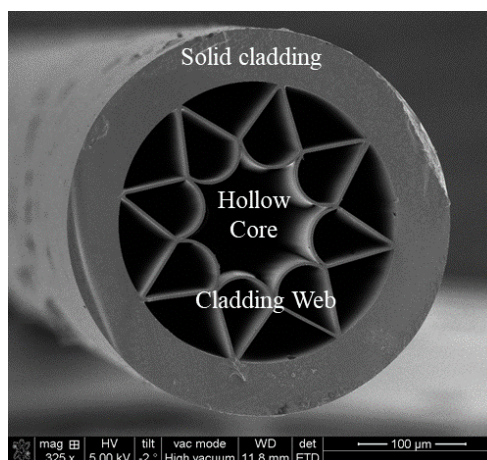 Solid cladding
Hollow
Core
Cladding Web
mag HV tilt vac mode WD det 100 µm
325 x 5.00 kV -2 ° High vacuum 11.8 mm ETD